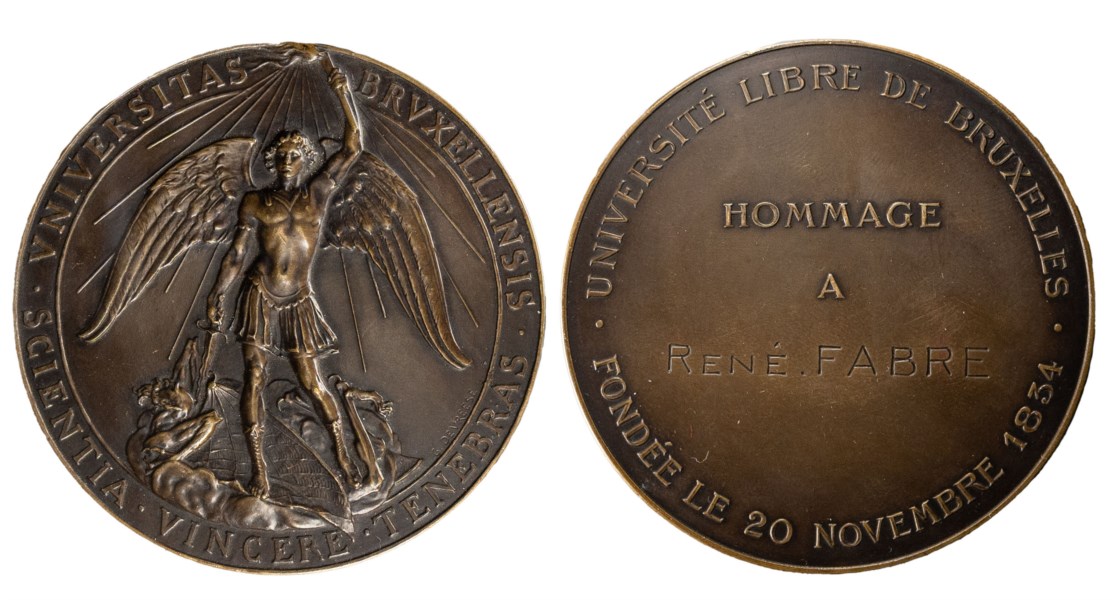 · VNIVERSITAS BRVXELLENSIS ·
SCIENTIA · VINCERE · TENEBRAS
UNIVERSITÉ LIBRE DE BRUXELLES
HOMMAGE
A
RENÉ. FABRE
· FONDÉE LE 20 NOVEMBRE 1834 ·